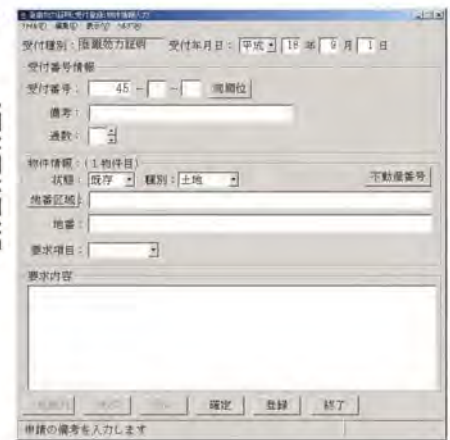 受付種別: 登簿効力証明 受付年月日: 平成 18 年 9 月 1 日
受付番号情報
受付番号: 45 - - 同順位
備考:
通数:
物件情報:(1物件目)
状態: 既存 種別: 土地 不動産番号
地番区域:
地番:
要求項目:
要求内容
確定 登録 終了
申請の備考を入力します